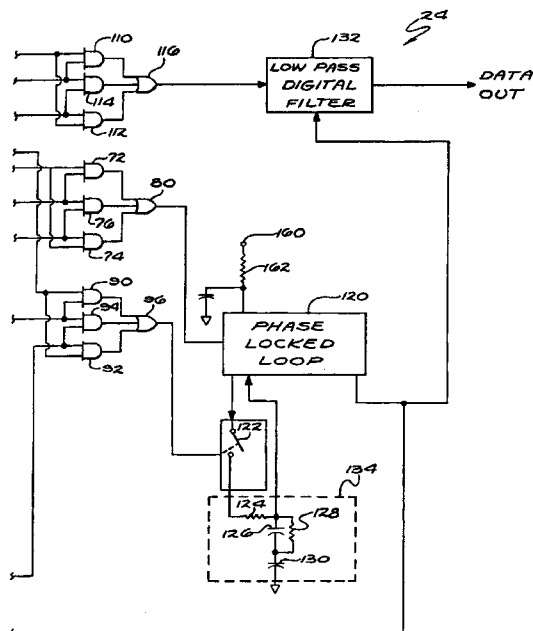 24
110
116
132
114
112
LOW PASS
DIGITAL
FILTER
DATA
OUT
72
80
76
74
160
162
90
96
94
92
120
PHASE
LOCKED
LOOP
122
134
124
126
128
130